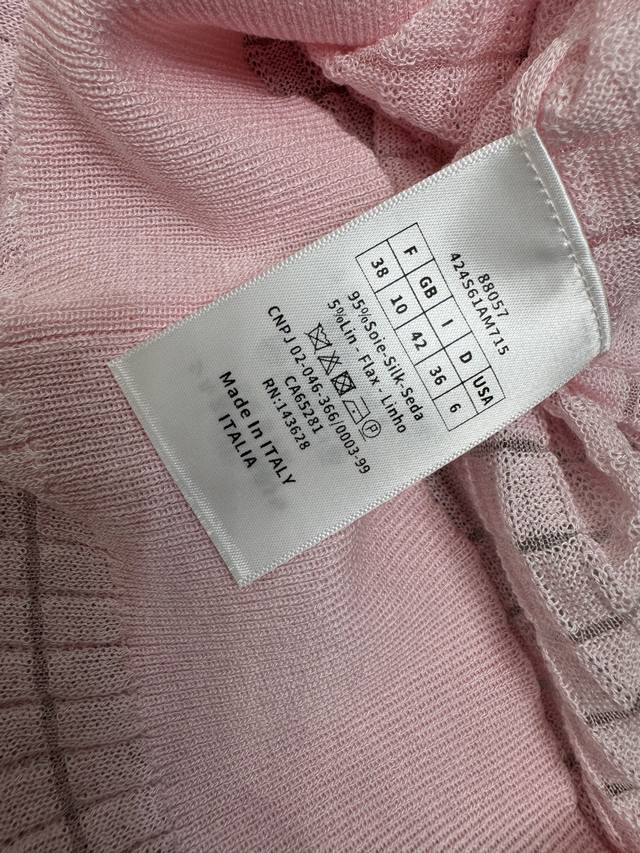 88057
424S61AM715
F GB I D USA
38 10 42 36 6
95%Soie-Silk-Seda
5%Lin - Flax - Linho
P
CNPJ 02-046-366/0003-99
CA65281
RN:143628
Made In ITALY
ITALIA